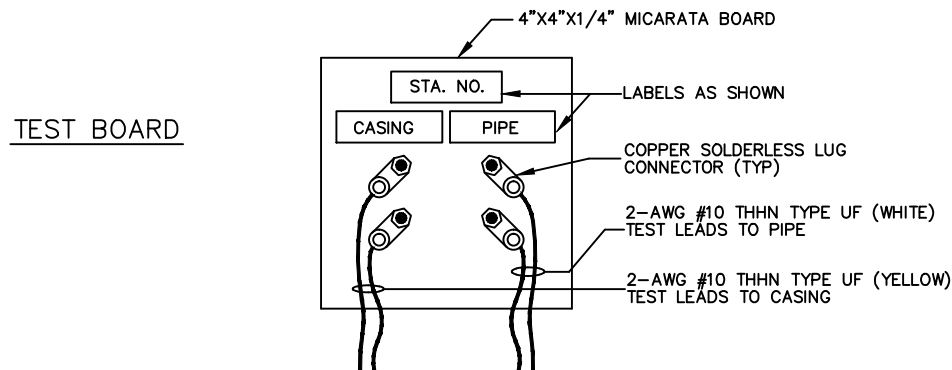 4"X4"X1/4" MICARATA BOARD
STA. NO.
LABELS AS SHOWN
TEST BOARD
CASING
PIPE
COPPER SOLDERLESS LUG
CONNECTOR (TYP)
2-AWG #10 THHN TYPE UF (WHITE)
TEST LEADS TO PIPE
2-AWG #10 THHN TYPE UF (YELLOW)
TEST LEADS TO CASING